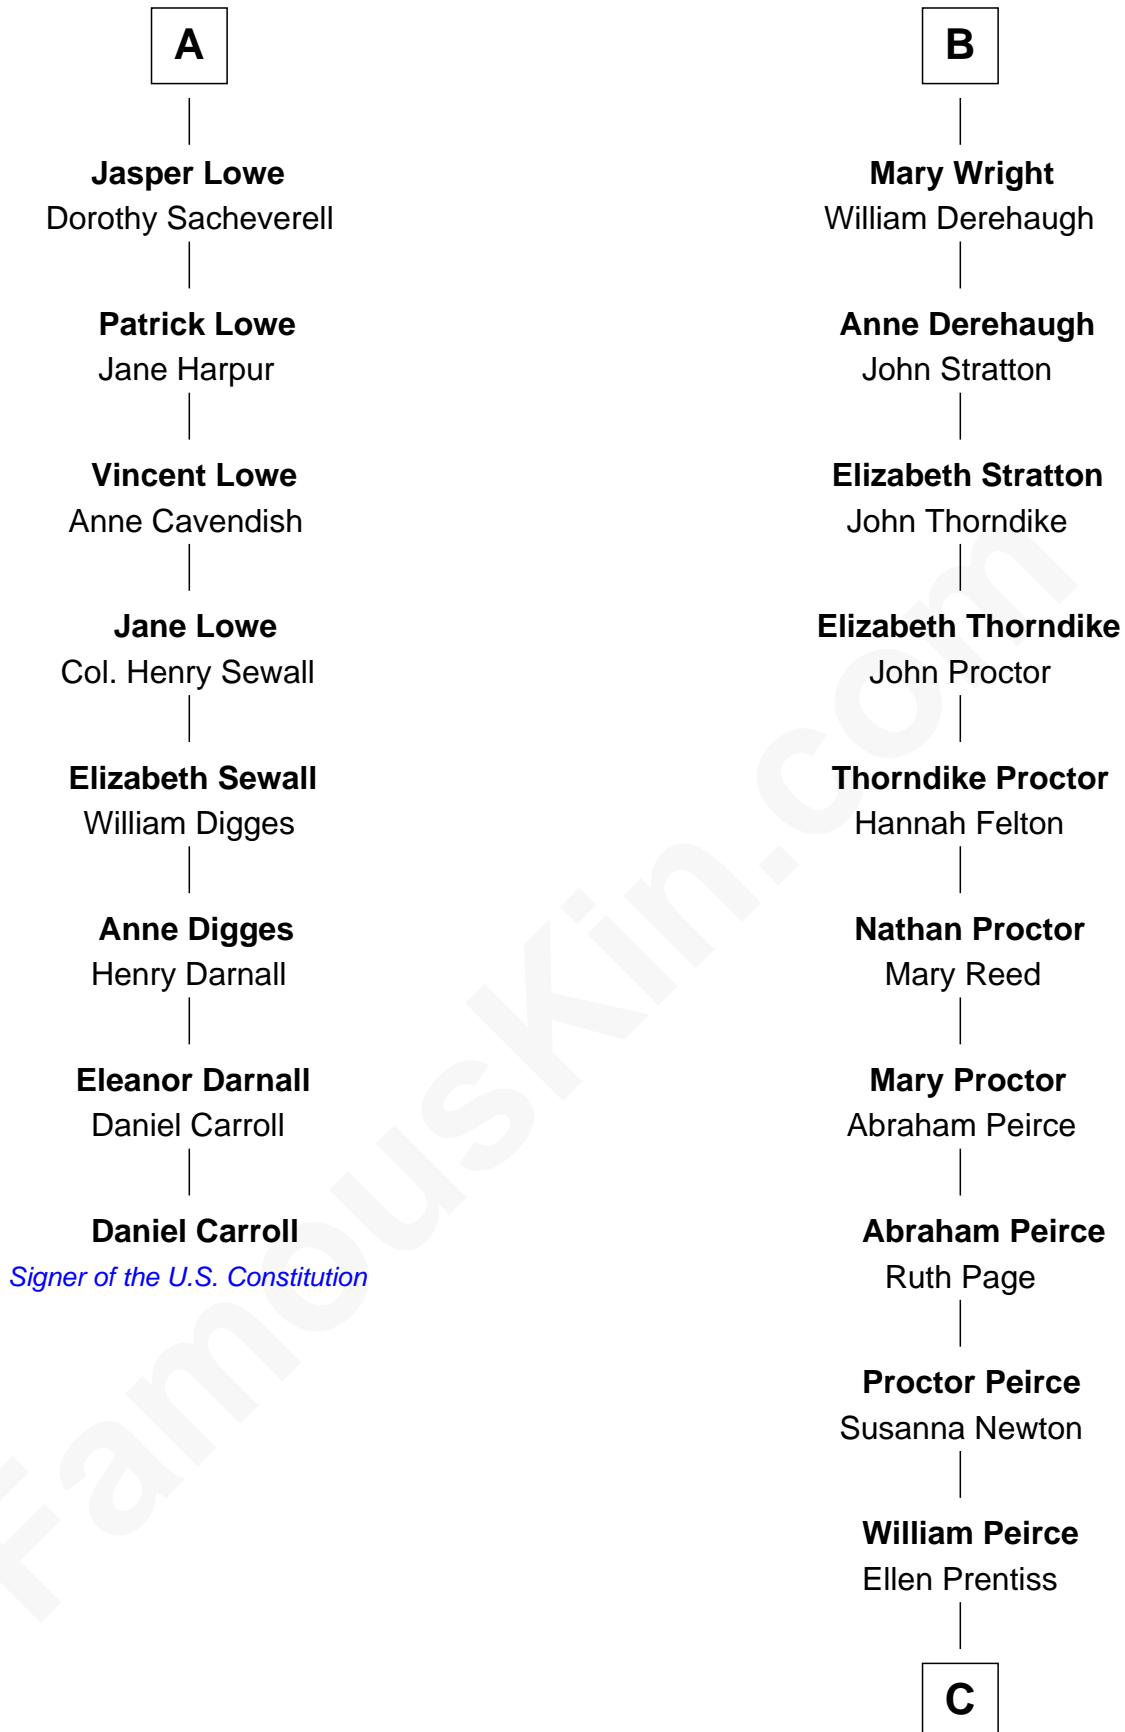 A
Jasper Lowe
Dorothy Sacheverell
Patrick Lowe
Jane Harpur
Vincent Lowe
Anne Cavendish
Jane Lowe
Col. Henry Sewall
Elizabeth Sewall
William Digges
Anne Digges
Henry Darnall
Eleanor Darnall
Daniel Carroll
Daniel Carroll
Signer of the U.S. Constitution
B
Mary Wright
William Derehaugh
Anne Derehaugh
John Stratton
Elizabeth Stratton
John Thorndike
Elizabeth Thorndike
John Proctor
Thorndike Proctor
Hannah Felton
Nathan Proctor
Mary Reed
Mary Proctor
Abraham Peirce
Abraham Peirce
Ruth Page
Proctor Peirce
Susanna Newton
William Peirce
Ellen Prentiss
C
FamousKin.com